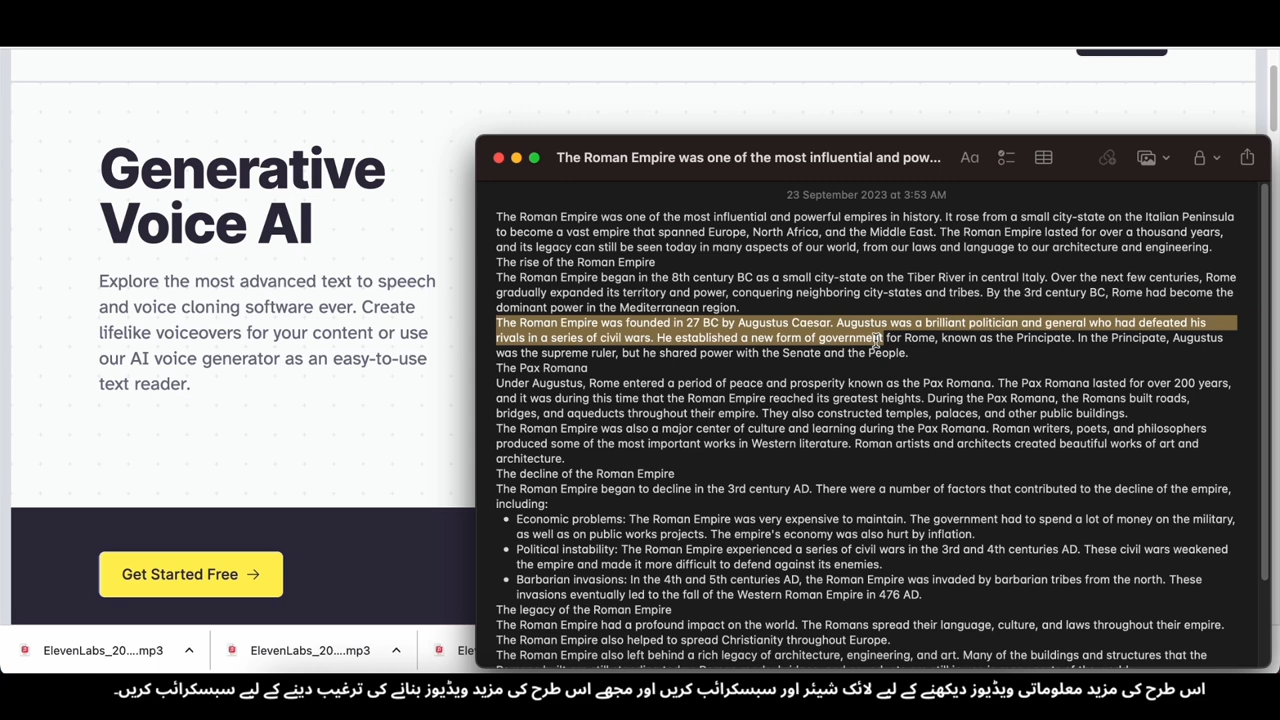 Generative
Voice AI
Explore the most advanced text to speech
and voice cloning software ever. Create
lifelike voiceovers for your content or use
our AI voice generator as an easy-to-use
text reader.
Get Started Free →
ElevenLabs_20....mp3
ElevenLabs_20....mp3
Ele
The Roman Empire was one of the most influential and pow...
Aa
23 September 2023 at 3:53 AM
The Roman Empire was one of the most influential and powerful empires in history. It rose from a small city-state on the Italian Peninsula
to become a vast empire that spanned Europe, North Africa, and the Middle East. The Roman Empire lasted for over a thousand years,
and its legacy can still be seen today in many aspects of our world, from our laws and language to our architecture and engineering.
The rise of the Roman Empire
The Roman Empire began in the 8th century BC as a small city-state on the Tiber River in central Italy. Over the next few centuries, Rome
gradually expanded its territory and power, conquering neighboring city-states and tribes. By the 3rd century BC, Rome had become the
dominant power in the Mediterranean region.
The Roman Empire was founded in 27 BC by Augustus Caesar. Augustus was a brilliant politician and general who had defeated his
rivals in a series of civil wars. He established a new form of government for Rome, known as the Principate. In the Principate, Augustus
was the supreme ruler, but he shared power with the Senate and the People.
The Pax Romana
Under Augustus, Rome entered a period of peace and prosperity known as the Pax Romana. The Pax Romana lasted for over 200 years,
and it was during this time that the Roman Empire reached its greatest heights. During the Pax Romana, the Romans built roads,
bridges, and aqueducts throughout their empire. They also constructed temples, palaces, and other public buildings.
The Roman Empire was also a major center of culture and learning during the Pax Romana. Roman writers, poets, and philosophers
produced some of the most important works in Western literature. Roman artists and architects created beautiful works of art and
architecture.
The decline of the Roman Empire
The Roman Empire began to decline in the 3rd century AD. There were a number of factors that contributed to the decline of the empire,
including:
• Economic problems: The Roman Empire was very expensive to maintain. The government had to spend a lot of money on the military,
as well as on public works projects. The empire's economy was also hurt by inflation.
• Political instability: The Roman Empire experienced a series of civil wars in the 3rd and 4th centuries AD. These civil wars weakened
the empire and made it more difficult to defend against its enemies.
• Barbarian invasions: In the 4th and 5th centuries AD, the Roman Empire was invaded by barbarian tribes from the north. These
invasions eventually led to the fall of the Western Roman Empire in 476 AD.
The legacy of the Roman Empire
The Roman Empire had a profound impact on the world. The Romans spread their language, culture, and laws throughout their empire.
The Roman Empire also helped to spread Christianity throughout Europe.
The Roman Empire also left behind a rich legacy of architecture, engineering, and art. Many of the buildings and structures that the
اس طرح کی مزید معلوماتی ویڈیوز دیکھنے کے لیے لائک شیئر اور سبسکرائب کریں اور مجھے اس طرح کی مزید ویڈیوز بنانے کی ترغیب دینے کے لیے سبسکرائب کریں۔